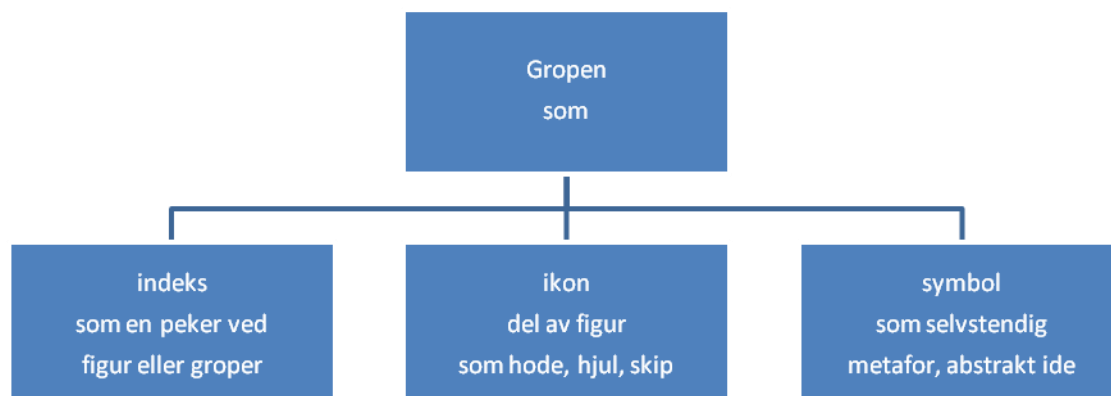 Gropen
som
indeks
som en peker ved
figur eller groper
ikon
del av figur
som hode, hjul, skip
symbol
som selvstendig
metafor, abstrakt ide